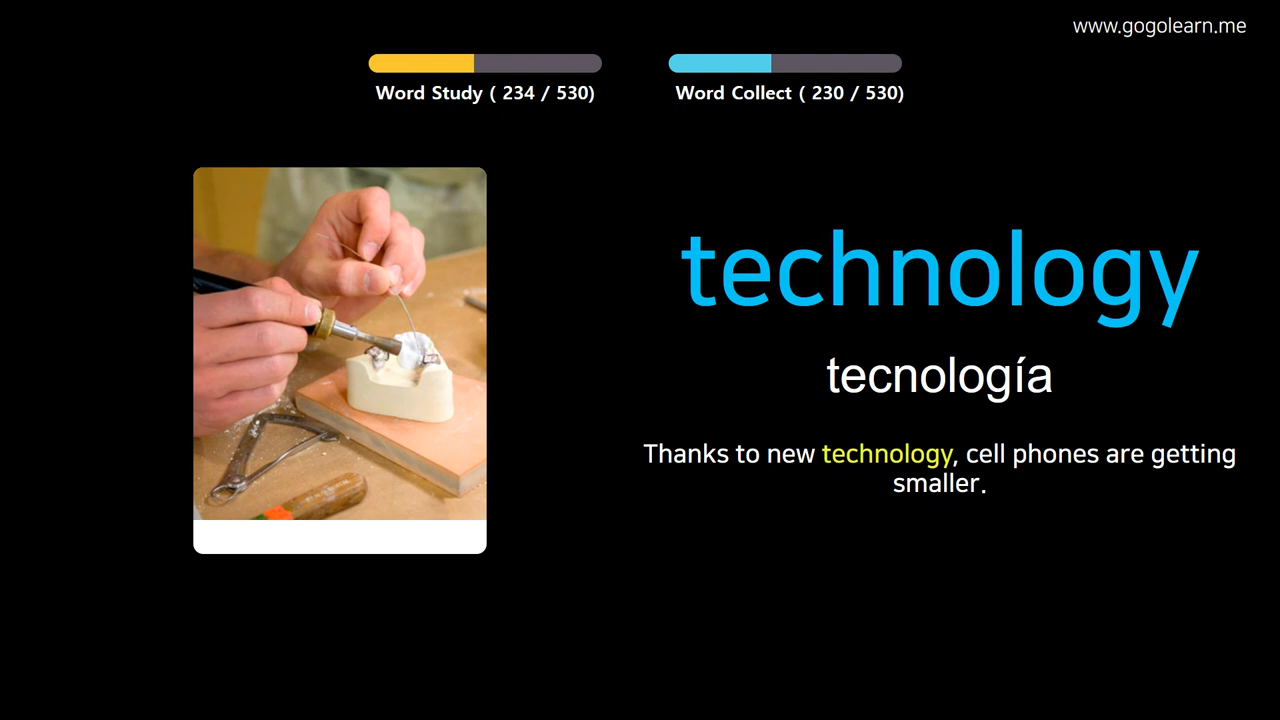 www.gogolearn.me
Word Study ( 234 / 530)
Word Collect ( 230 / 530)
technology
tecnología
Thanks to new technology, cell phones are getting
smaller.